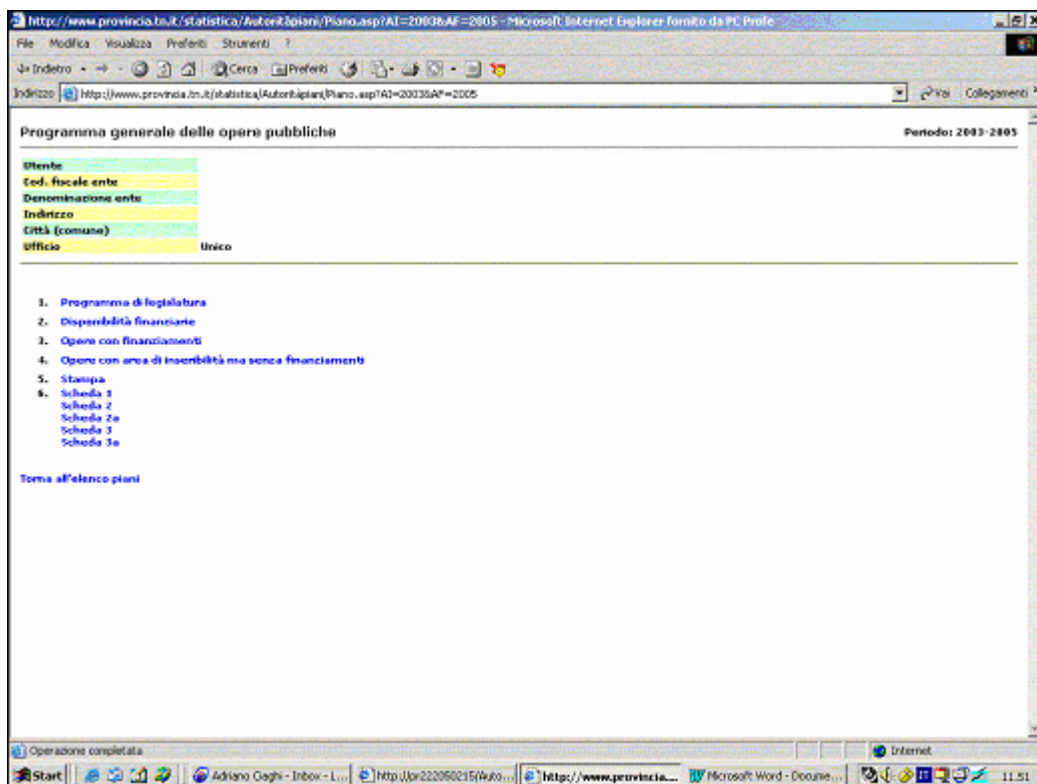 http://www.provincia.tn.it/statistica/Autoritàpiani/Piano.asp?AI=2003&AF=2005 - Microsoft Internet Explorer fornito da PC Profe
File Modifica Visualizza Preferiti Strumenti ?
Indietro Cerca Preferiti
Indirizzo http://www.provincia.tn.it/statistica/Autoritàpiani/Piano.asp?AI=2003&AF=2005 Vai Collegamenti
Programma generale delle opere pubbliche Periodo: 2003-2005
Utente
Cod. fiscale ente
Denominazione ente
Indirizzo
Città (comune)
Ufficio Unico
1. Programma di legislatura
2. Disponibilità finanziarie
3. Opere con finanziamenti
4. Opere con area di inseribilità ma senza finanziamenti
5. Stampa
6. Scheda 1
Scheda 2
Scheda 2a
Scheda 3
Scheda 3a
Torna all'elenco piani
Operazione completata Internet
Start Adriano - Inbox - L... http://pr222050215/Auto... http://www.provincia.... Microsoft Word - Docume... 11.51